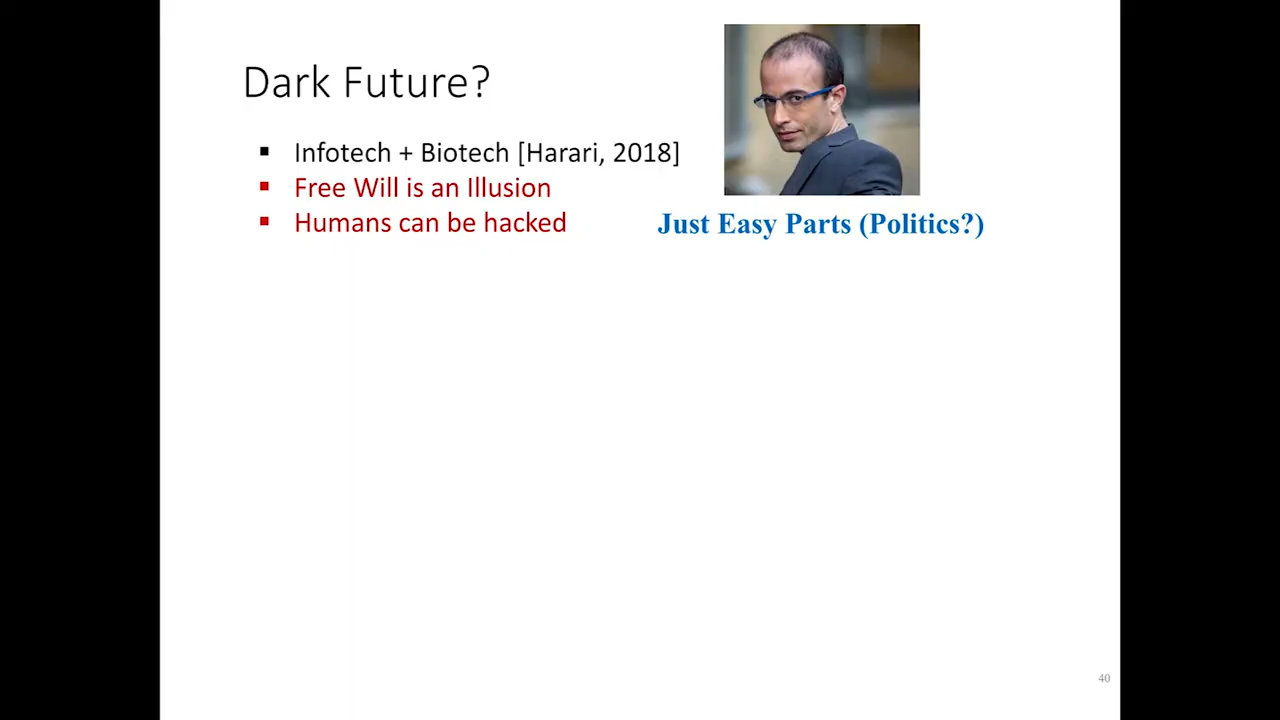 Dark Future?
▪ Infotech + Biotech [Harari, 2018]
▪ Free Will is an Illusion
▪ Humans can be hacked
Just Easy Parts (Politics?)
40